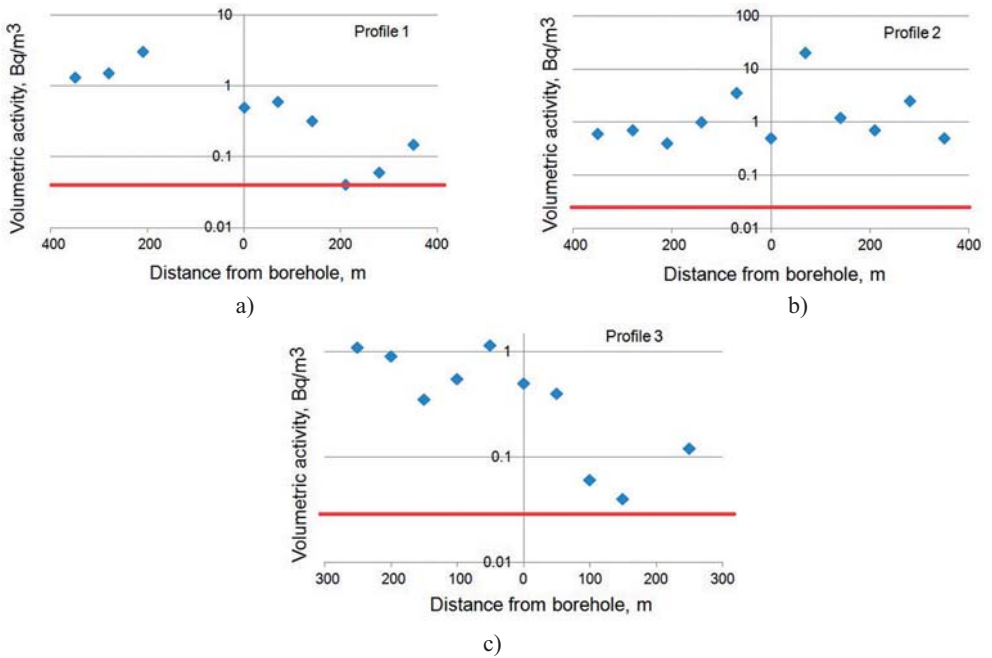 Profile 1
Volumetric activity, Bq/m3
10
1
0.1
0.01
400 200 0 200 400
Distance from borehole, m
a)
Profile 2
Volumetric activity, Bq/m3
100
10
1
0.1
0.01
400 200 0 200 400
Distance from borehole, m
b)
Profile 3
Volumetric activity, Bq/m3
1
0.1
0.01
300 200 100 0 100 200 300
Distance from borehole, m
c)